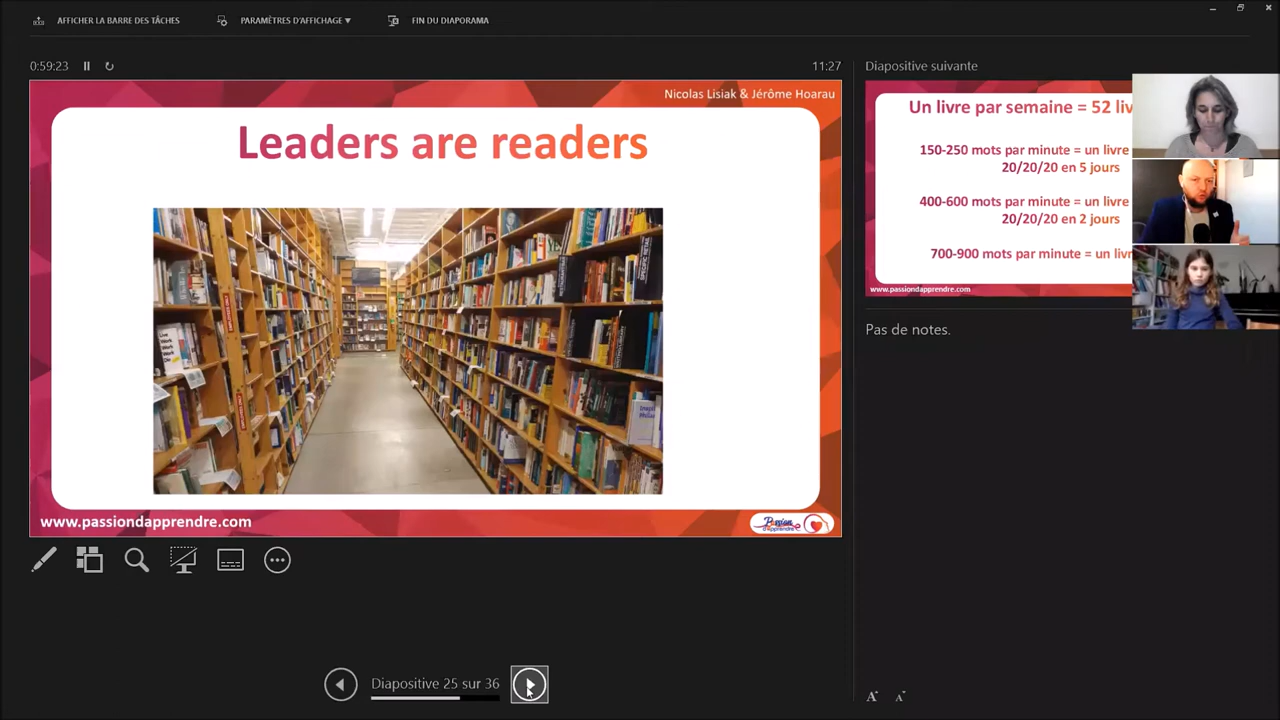 AFFICHER LA BARRE DES TÂCHES
PARAMÈTRES D'AFFICHAGE ▼
FIN DU DIAPORAMA
0:59:23
11:27
Nicolas Lisiak & Jérôme Hoarau
Leaders are readers
www.passiondapprendre.com
Passion d'apprendre
Diapositive 25 sur 36
Diapositive suivante
Un livre par semaine = 52
150-250 mots par minute = un livre
20/20/20 en 5 jours
400-600 mots par minute = un livre
20/20/20 en 2 jours
700-900 mots par minute = un
www.passiondapprendre.com
Pas de notes.
A
A